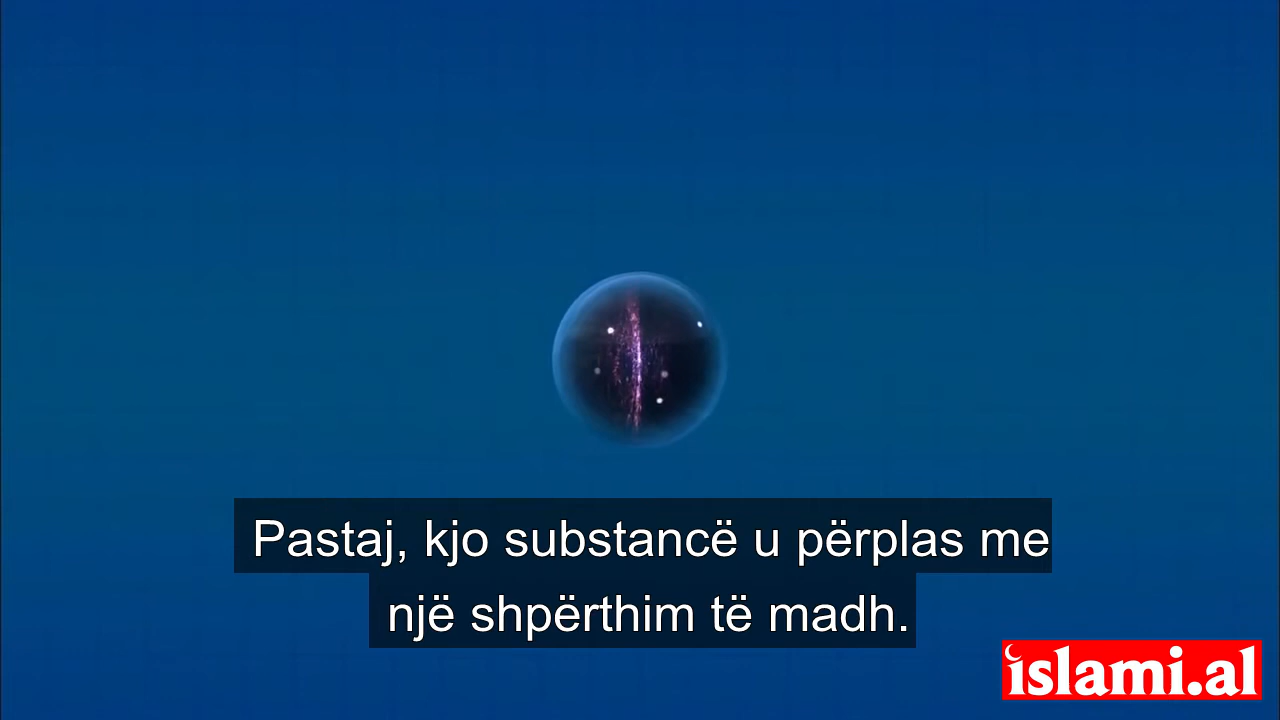 Pastaj, kjo substancë u përplas me
një shpërthim të madh.
islami.al